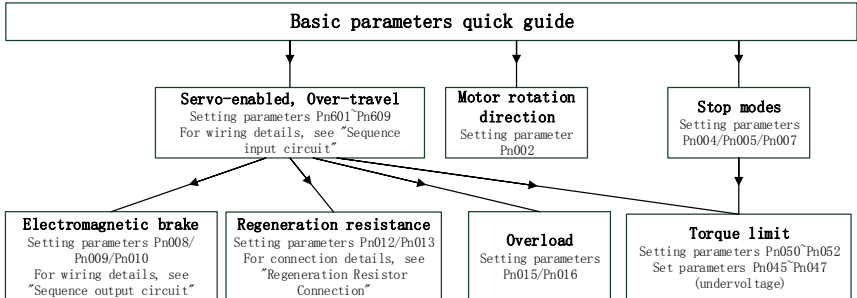 Basic parameters quick guide
Servo-enabled, Over-travel
Setting parameters Pn601~Pn609
For wiring details, see "Sequence
input circuit"
Motor rotation
direction
Setting parameter
Pn002
Stop modes
Setting parameters
Pn004/Pn005/Pn007
Electromagnetic brake
Setting parameters Pn008/
Pn009/Pn010
For wiring details, see
"Sequence output circuit"
Regeneration resistance
Setting parameters Pn012/Pn013
For connection details, see
"Regeneration Resistor
Connection"
Overload
Setting parameters
Pn015/Pn016
Torque limit
Setting parameters Pn050~Pn052
Set parameters Pn045~Pn047
(undervoltage)